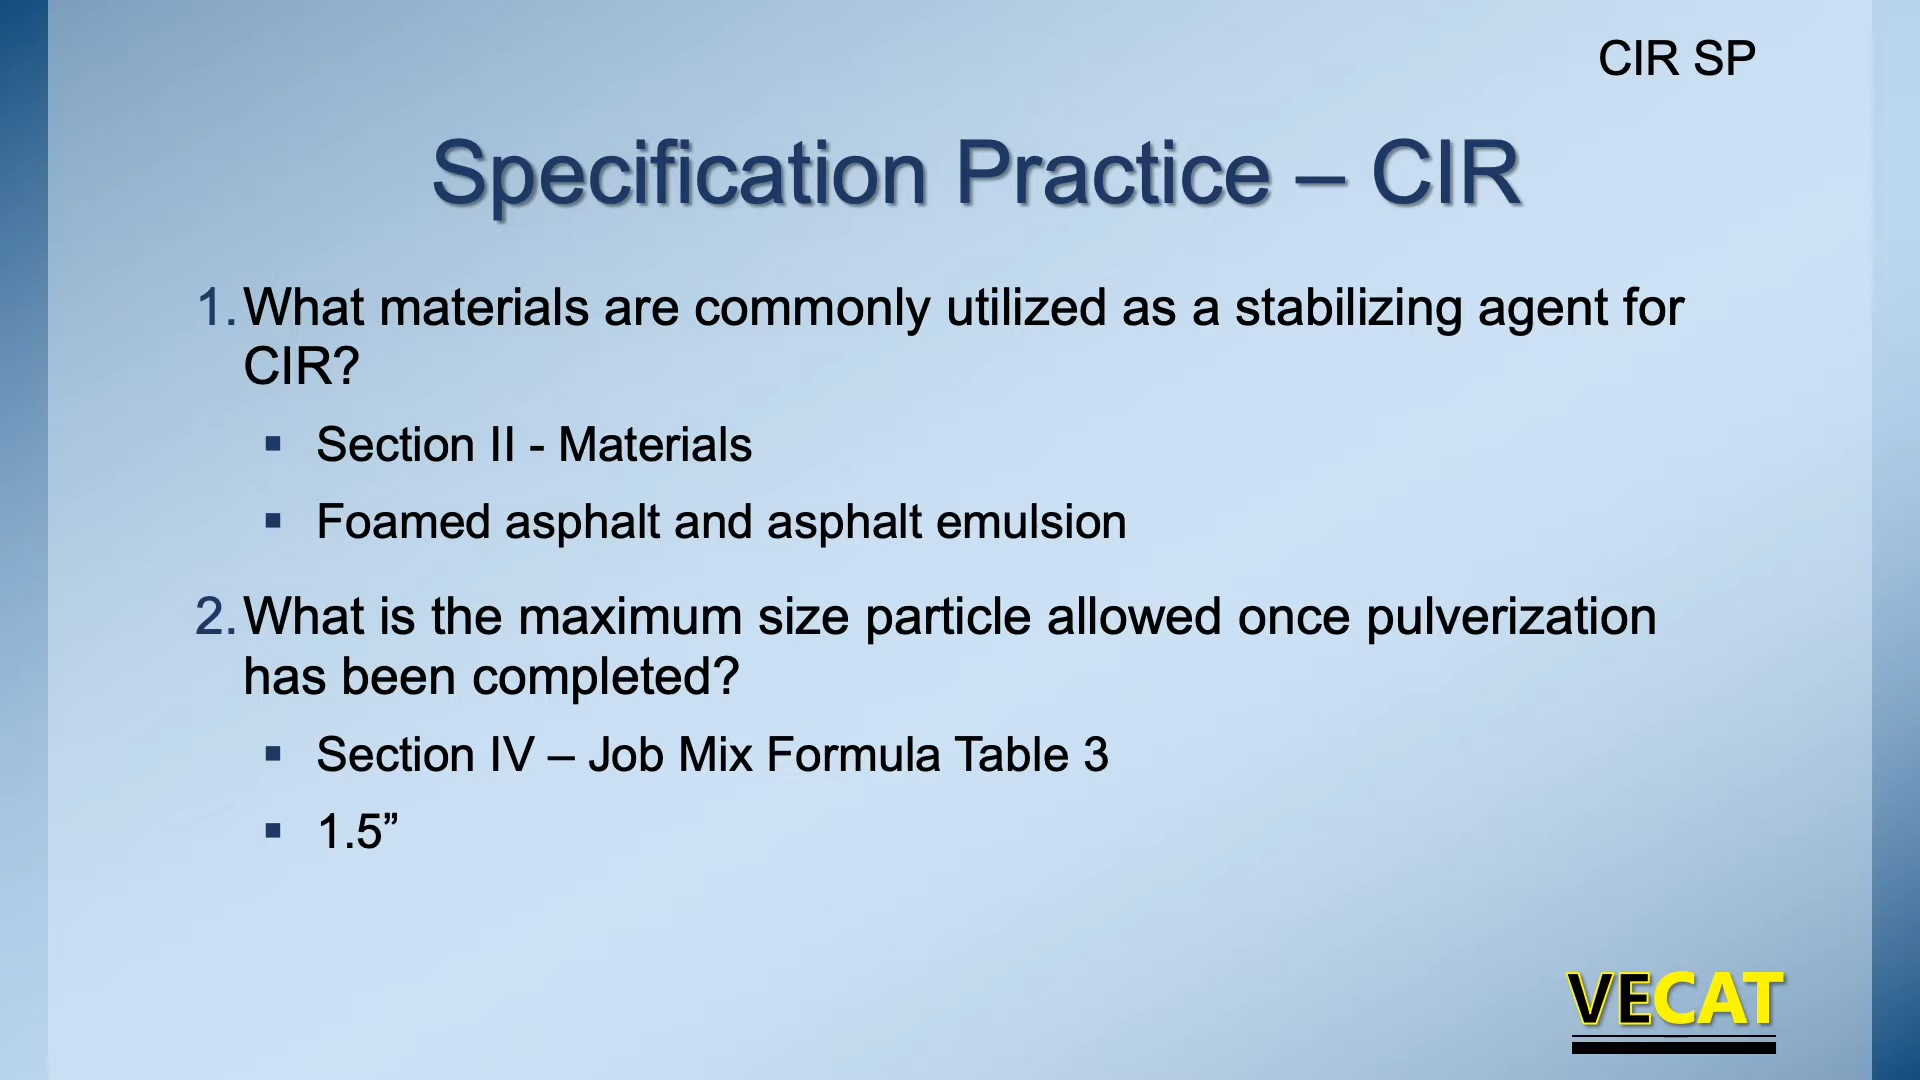 CIR SP
Specification Practice – CIR
1. What materials are commonly utilized as a stabilizing agent for
CIR?
▪ Section II - Materials
▪ Foamed asphalt and asphalt emulsion
2. What is the maximum size particle allowed once pulverization
has been completed?
▪ Section IV – Job Mix Formula Table 3
▪ 1.5”
VECAT